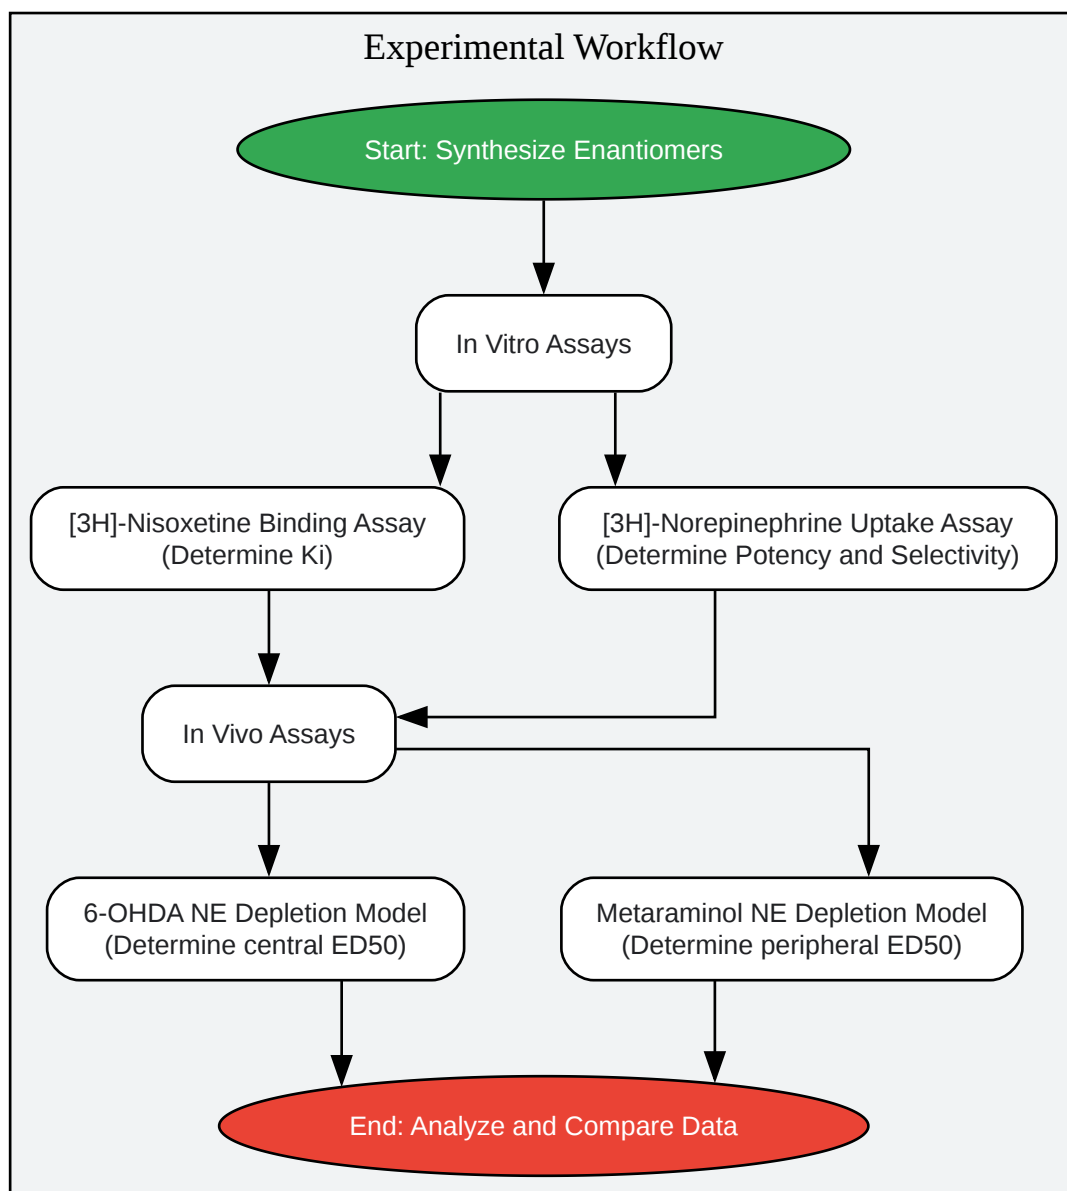 Experimental Workflow
Start: Synthesize Enantiomers
In Vitro Assays
[3H]-Nisoxetine Binding Assay
(Determine Ki)
[3H]-Norepinephrine Uptake Assay
(Determine Potency and Selectivity)
In Vivo Assays
6-OHDA NE Depletion Model
(Determine central ED50)
Metaraminol NE Depletion Model
(Determine peripheral ED50)
End: Analyze and Compare Data